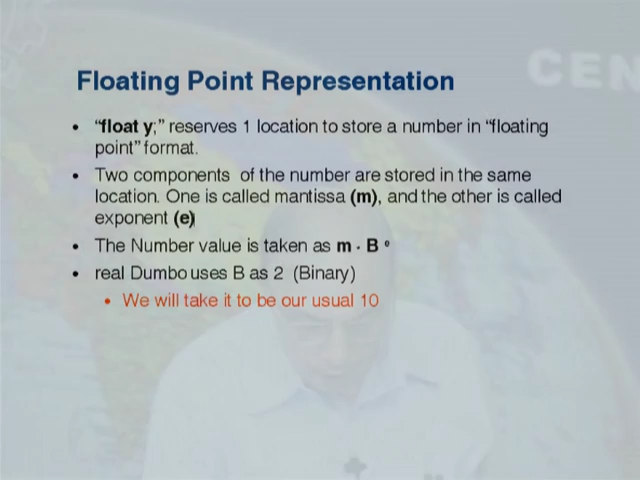 CEN
Floating Point Representation
• “float y;” reserves 1 location to store a number in “floating
point” format.
• Two components of the number are stored in the same
location. One is called mantissa (m), and the other is called
exponent (e)
• The Number value is taken as m · B e
• real Dumbo uses B as 2 (Binary)
• We will take it to be our usual 10